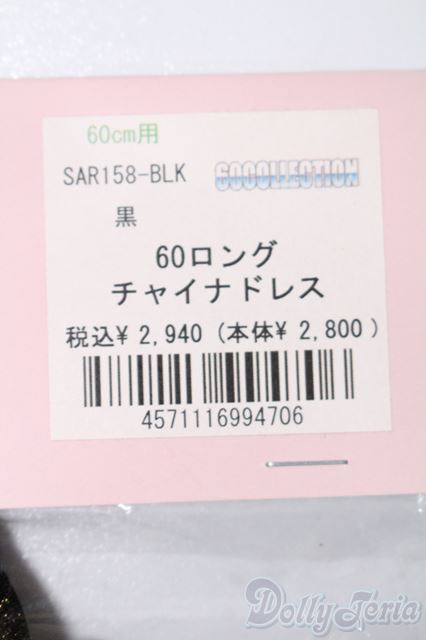 60cm用
SAR158-BLK
60COLLECTION
黒
60ロング
チャイナドレス
税込¥ 2,940 (本体¥ 2,800 )
4571116994706
DollyTeria